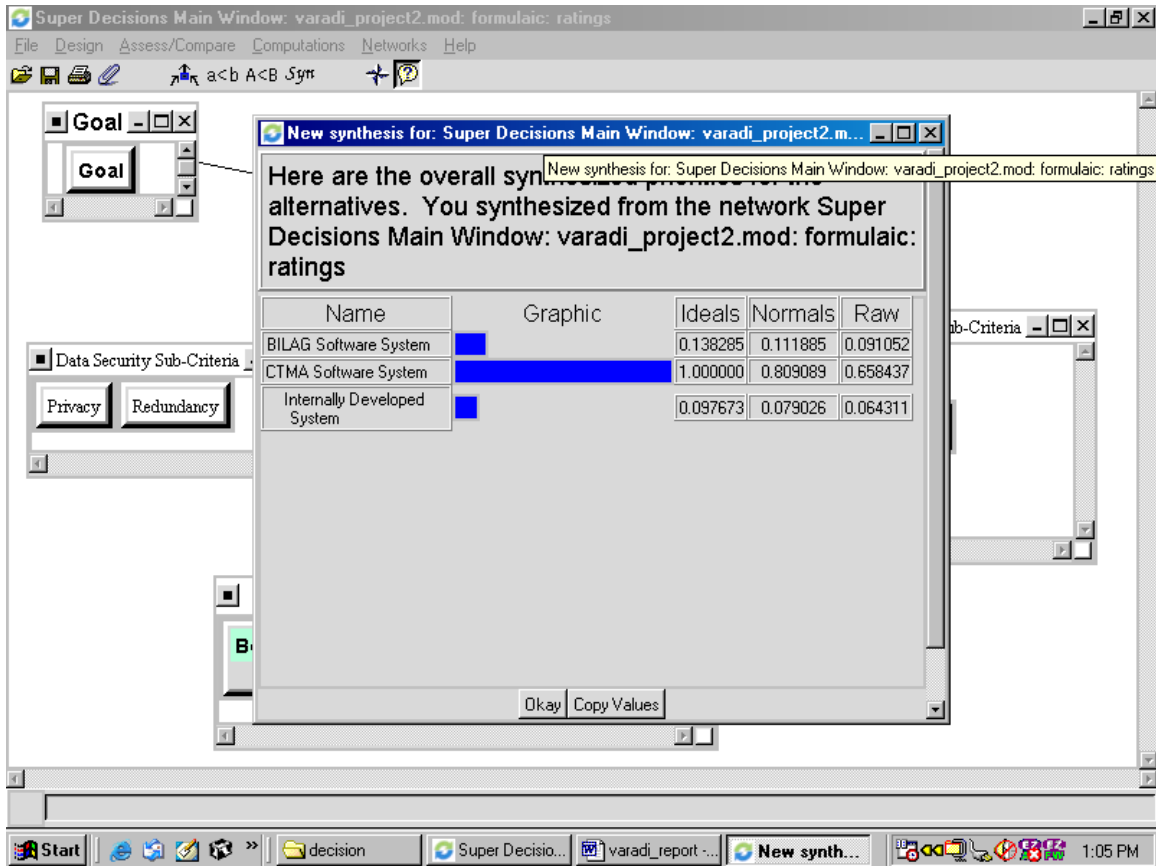 Super Decisions Main Window: varadi_project2.mod: formulaic: ratings
File Design Assess/Compare Computations Networks Help
a<b A<B Syn
Goal
Goal
New synthesis for: Super Decisions Main Window: varadi_project2.m...
New synthesis for: Super Decisions Main Window: varadi_project2.mod: formulaic: ratings
Here are the overall synthesized priorities for the
alternatives. You synthesized from the network Super
Decisions Main Window: varadi_project2.mod: formulaic:
ratings
Name Graphic Ideals Normals Raw
BILAG Software System 0.138285 0.111885 0.091052
CTMA Software System 1.000000 0.809089 0.658437
Internally Developed
System 0.097673 0.079026 0.064311
Okay Copy Values
Data Security Sub-Criteria
Privacy Redundancy
ub-Criteria
B
Start decision Super Decisio... varadi_report -... New synth... 1:05 PM